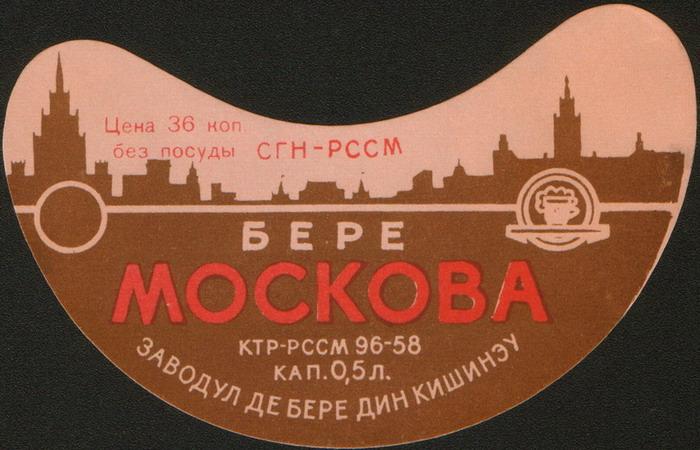 Цена 36 коп
без посуды СГН-РССМ
БЕРЕ
МОСКОВА
КТР-РССМ 96-58
КАП. 0,5 л.
ЗАВОДУЛ ДЕ БЕРЕ ДИН КИШИНЭУ